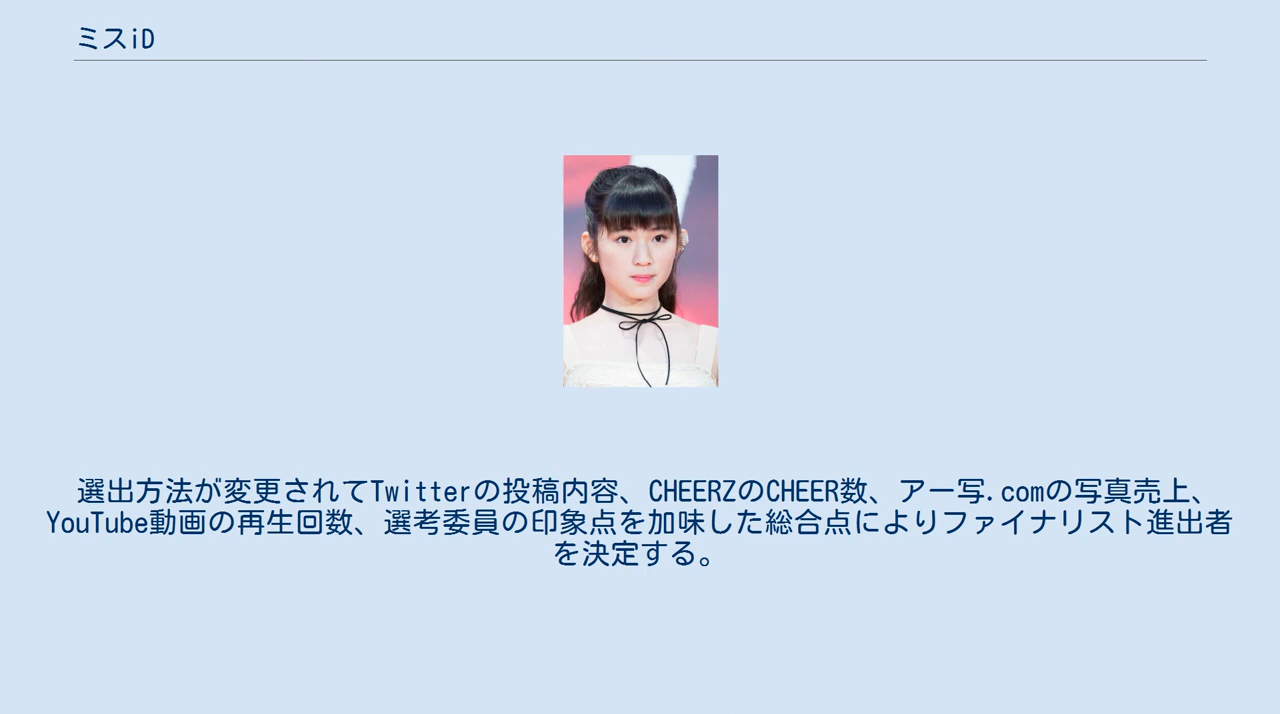 ミスiD
選出方法が変更されてTwitterの投稿内容、CHEERZのCHEER数、アー写.comの写真売上、
YouTube動画の再生回数、選考委員の印象点を加味した総合点によりファイナリスト進出者
を決定する。